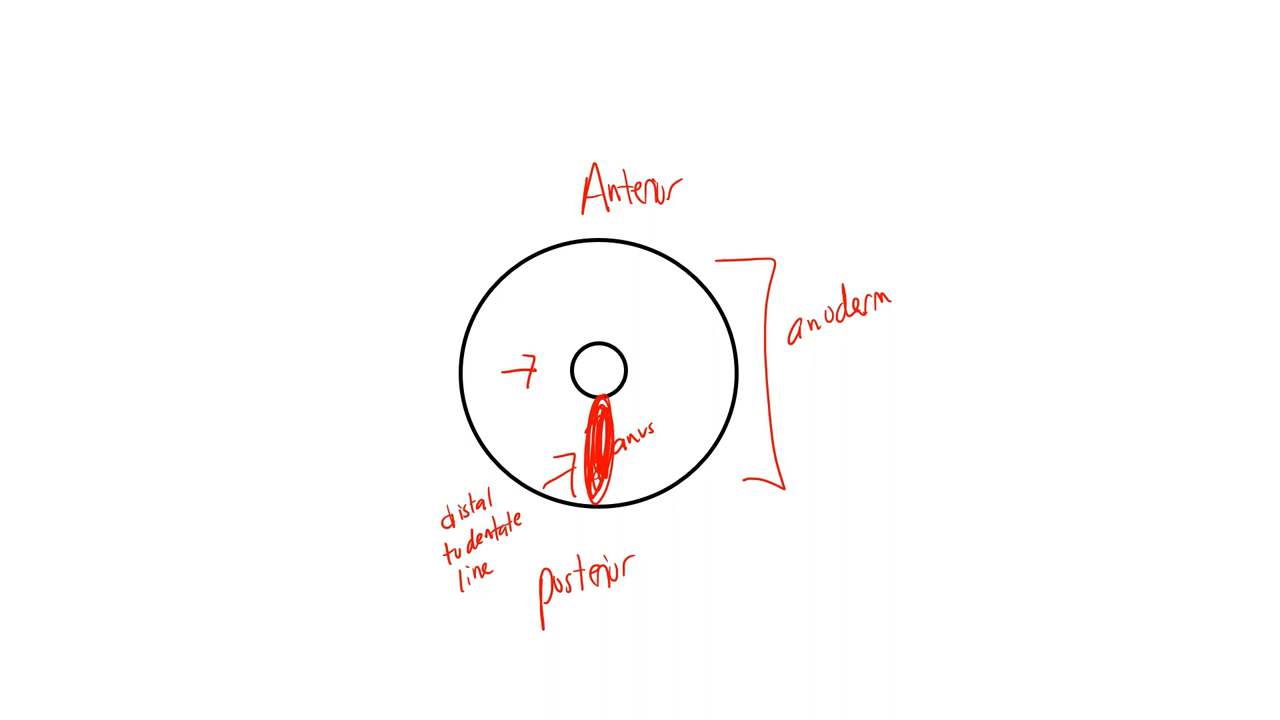 Anterior
anoderm
anus
distal
to dentate
line
posterior